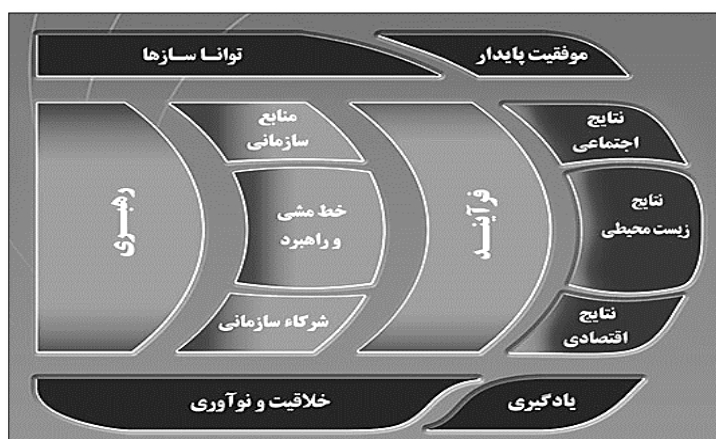 توانا سازها
موفقیت پایدار
رهبری
منابع
سازمانی
خط مشی
و راهبرد
شرکاء سازمانی
فرآیند
نتایج
اجتماعی
نتایج
زیست محیطی
نتایج
اقتصادی
خلاقیت و نوآوری
یادگیری